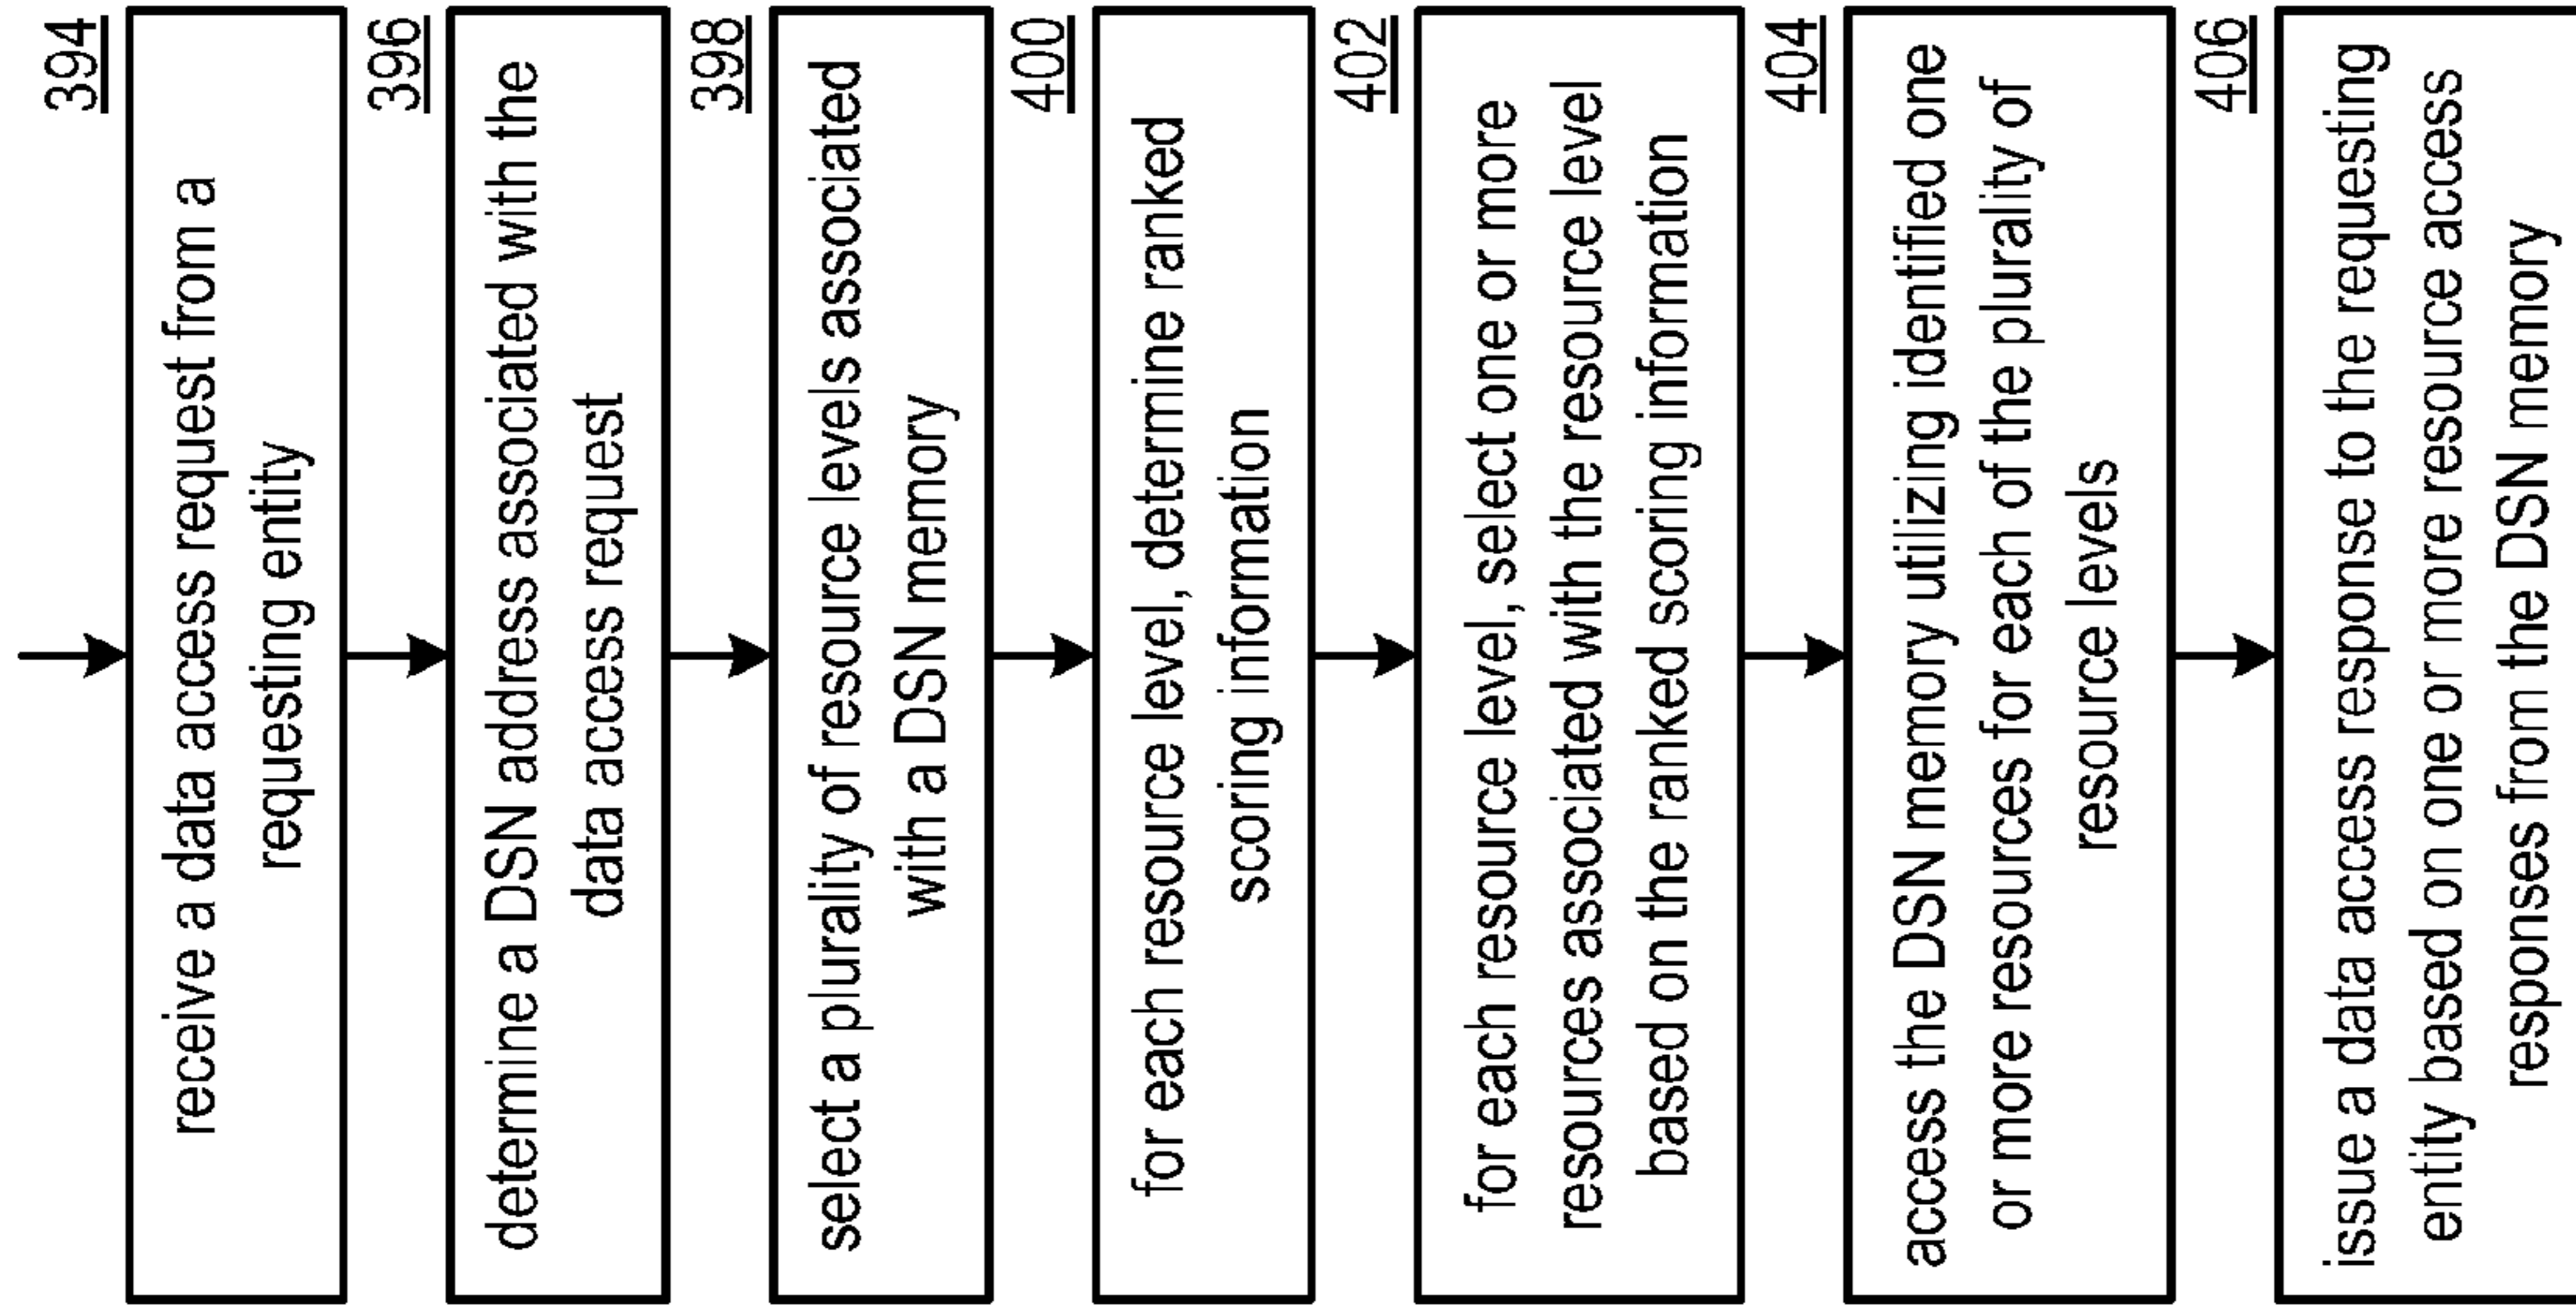 394
receive a data access request from a
requesting entity
396
determine a DSN address associated with the
data access request
398
select a plurality of resource levels associated
with a DSN memory
400
for each resource level, determine ranked
scoring information
402
for each resource level, select one or more
resources associated with the resource level
based on the ranked scoring information
404
access the DSN memory utilizing identified one
or more resources for each of the plurality of
resource levels
406
issue a data access response to the requesting
entity based on one or more resource access
responses from the DSN memory